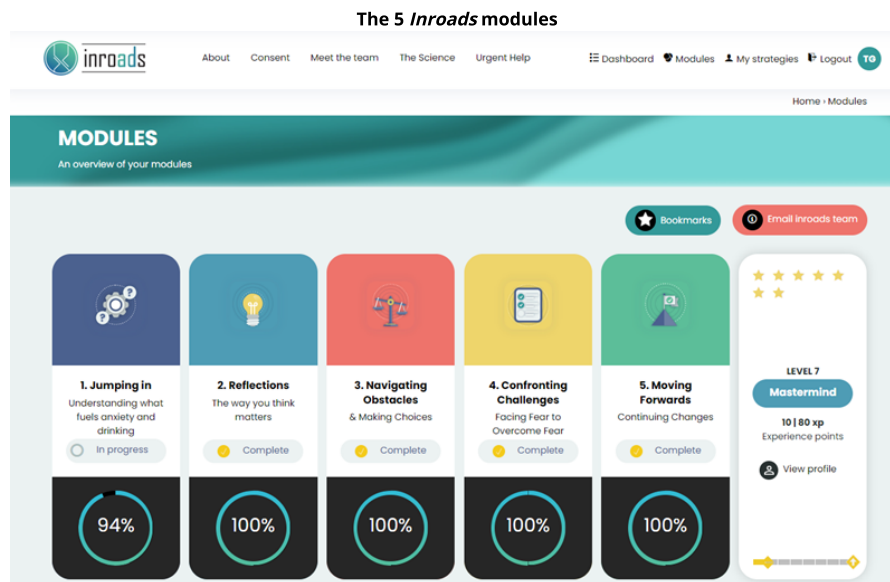 The 5 Inroads modules
inroads
About Consent Meet the team The Science Urgent Help Dashboard Modules My strategies Logout TG
Home › Modules
MODULES
An overview of your modules
Bookmarks
Email inroads team
1. Jumping in
Understanding what
fuels anxiety and
drinking
In progress
94%
2. Reflections
The way you think
matters
Complete
100%
3. Navigating
Obstacles
& Making Choices
Complete
100%
4. Confronting
Challenges
Facing Fear to
Overcome Fear
Complete
100%
5. Moving
Forwards
Continuing Changes
Complete
100%
LEVEL 7
Mastermind
10 | 80 xp
Experience points
View profile